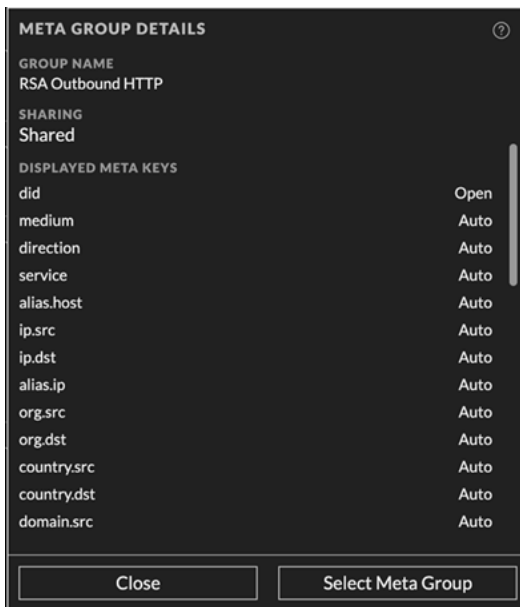 META GROUP DETAILS
GROUP NAME
RSA Outbound HTTP
SHARING
Shared
DISPLAYED META KEYS
did Open
medium Auto
direction Auto
service Auto
alias.host Auto
ip.src Auto
ip.dst Auto
alias.ip Auto
org.src Auto
org.dst Auto
country.src Auto
country.dst Auto
domain.src Auto
Close Select Meta Group